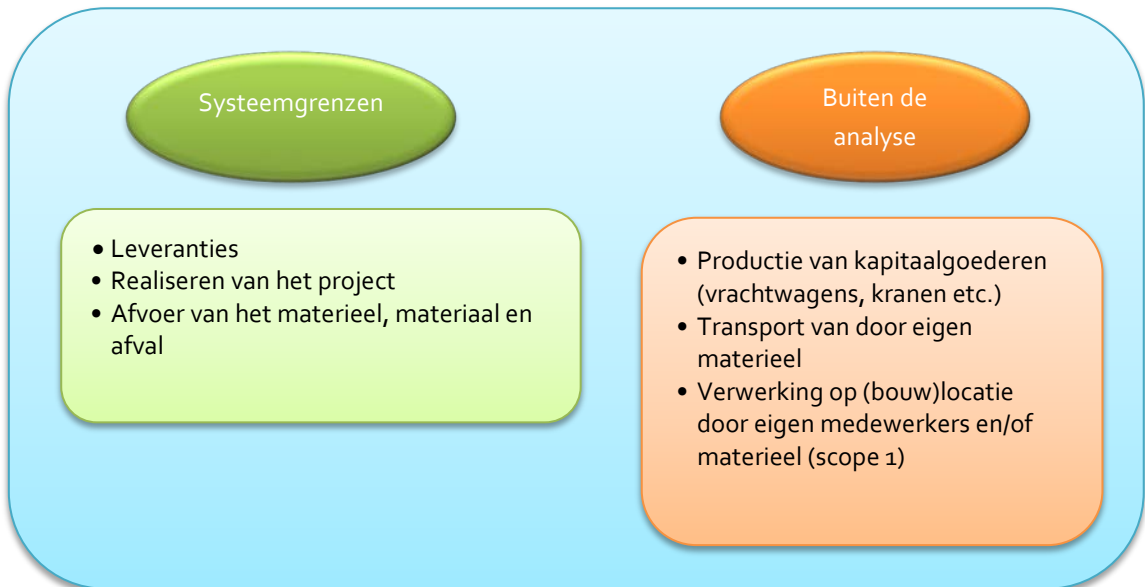 Systeemgrenzen
• Leveranties
• Realiseren van het project
• Afvoer van het materieel, materiaal en
afval
Buiten de
analyse
• Productie van kapitaalgoederen
(vrachtwagens, kranen etc.)
• Transport van door eigen
materieel
• Verwerking op (bouw)locatie
door eigen medewerkers en/of
materieel (scope 1)